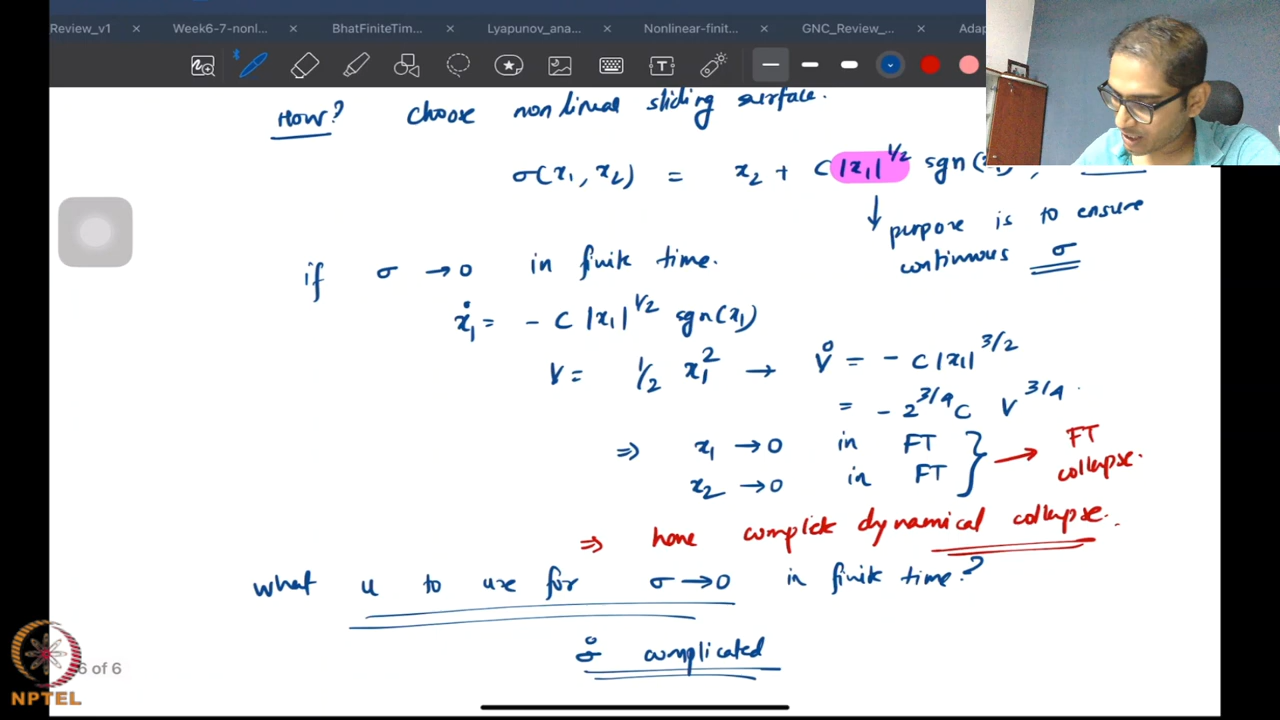 Review_v1 × Week6-7-nonl... × BhatFiniteTim... × Lyapunov_ana... × Nonlinear-finit... × GNC_Review_... × Adap
How? Choose nonlinear sliding surface.
σ(x₁, x₂) = x₂ + C|x₁|^1/2 sgn(x₁),
↓ purpose is to ensure
continuous σ
if σ → 0 in finite time.
ẋ₁ = - C |x₁|^1/2 sgn(x₁)
V = 1/2 x₁² → V̇ = - C|x₁|^3/2
= - 2^3/4 C V^3/4.
⇒ x₁ → 0 in FT
x₂ → 0 in FT
→ FT
collapse.
⇒ have complete dynamical collapse.
What u to use for σ → 0 in finite time?
σ̇ complicated
6 of 6
NPTEL